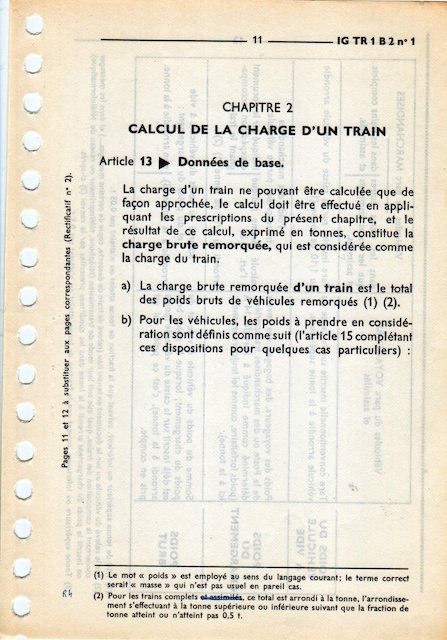 11
IG TR 1 B 2 n° 1
CHAPITRE 2
CALCUL DE LA CHARGE D'UN TRAIN
Article 13 ▶ Données de base.
La charge d'un train ne pouvant être calculée que de
façon approchée, le calcul doit être effectué en appli-
quant les prescriptions du présent chapitre, et le
résultat de ce calcul, exprimé en tonnes, constitue la
charge brute remorquée, qui est considérée comme
la charge du train.
a) La charge brute remorquée d'un train est le total
des poids bruts de véhicules remorqués (1) (2).
b) Pour les véhicules, les poids à prendre en considé-
ration sont définis comme suit (l'article 15 complétant
ces dispositions pour quelques cas particuliers) :
Pages 11 et 12 à substituer aux pages correspondantes (Rectificatif n° 2).
(1) Le mot « poids » est employé au sens du langage courant; le terme correct
serait « masse » qui n'est pas usuel en pareil cas.
R4
(2) Pour les trains complets et assimilés, ce total est arrondi à la tonne, l'arrondisse-
ment s'effectuant à la tonne supérieure ou inférieure suivant que la fraction de
tonne atteint ou n'atteint pas 0,5 t.